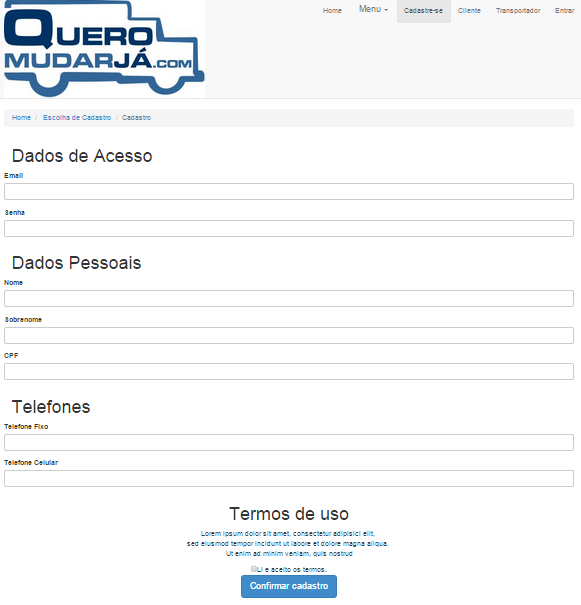 QUERO
MUDARJÁ.COM
Home Menu Cadastre-se Cliente Transportador Entrar
Home / Escolha de Cadastro / Cadastro
Dados de Acesso
Email
Senha
Dados Pessoais
Nome
Sobrenome
CPF
Telefones
Telefone Fixo
Telefone Celular
Termos de uso
Lorem ipsum dolor sit amet, consectetur adipisici elit,
sed eiusmod tempor incidunt ut labore et dolore magna aliqua.
Ut enim ad minim veniam, quis nostrud
Li e aceito os termos.
Confirmar cadastro